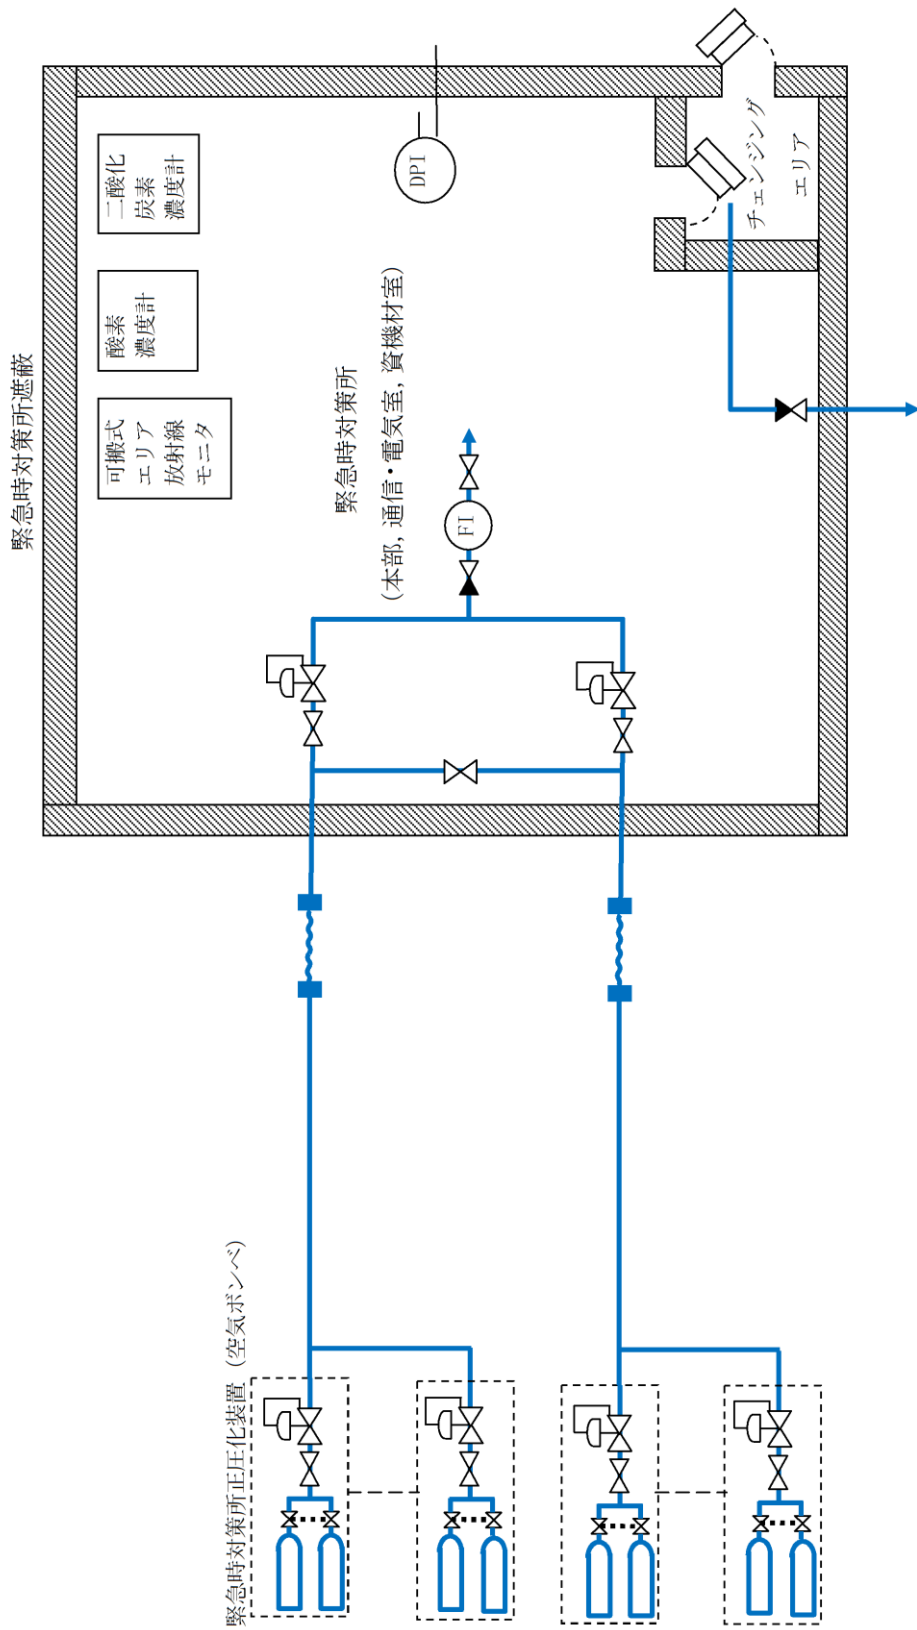 緊急時対策所遮蔽
可搬式
エリア
放射線
モニタ
酸素
濃度計
二酸化
炭素
濃度計
緊急時対策所
(本部, 通信・電気室, 資機材室)
FI
DPI
チェンジング
エリア
緊急時対策所正圧化装置（空気ボンベ）